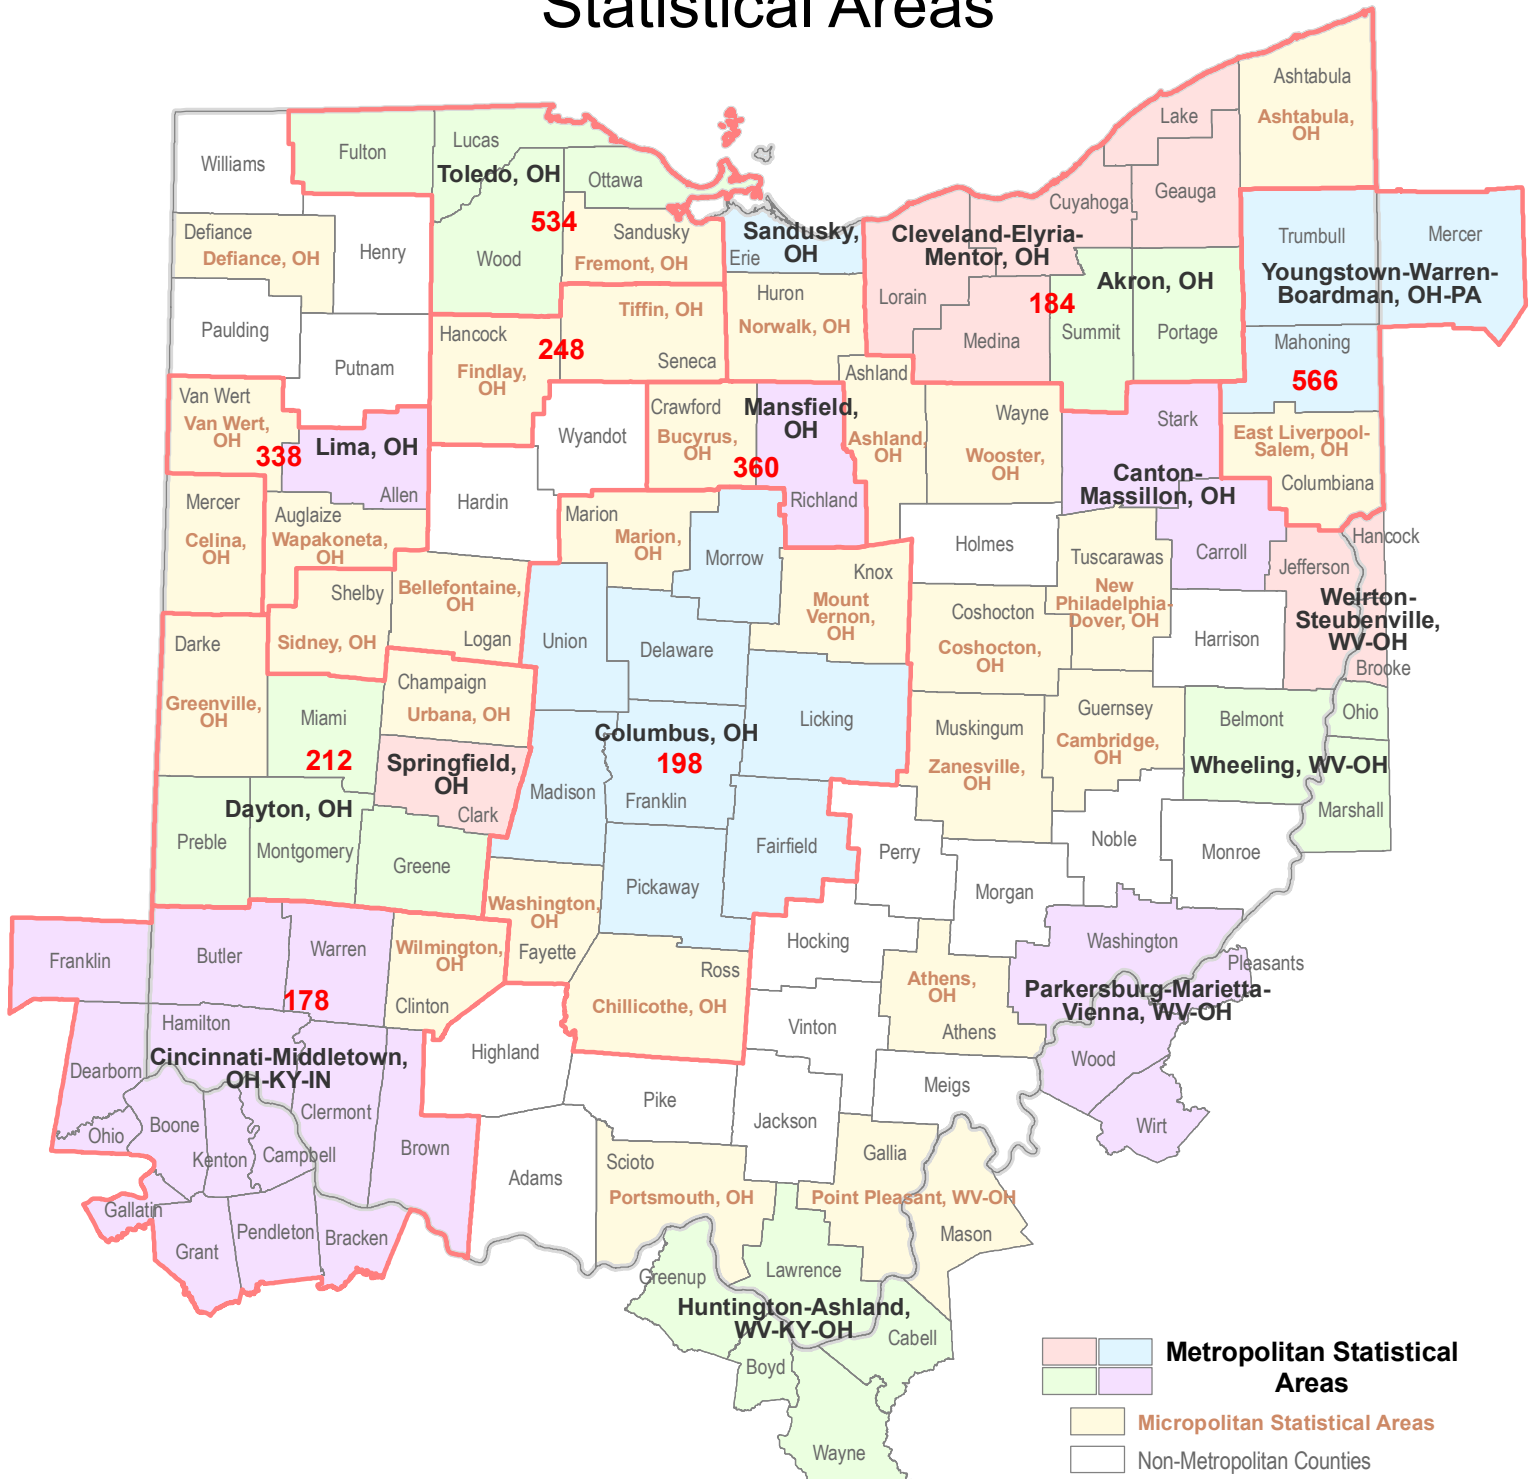 Statistical Areas
Ashtabula
Ashtabula,
OH
Lake
Geauga
Cuyahoga
Cleveland-Elyria-
Mentor, OH
Lorain
Medina
184
Akron, OH
Summit
Portage
Trumbull
Mercer
Youngstown-Warren-
Boardman, OH-PA
Mahoning
566
East Liverpool-
Salem, OH
Columbiana
Williams
Fulton
Lucas
Toledo, OH
Ottawa
534
Wood
Sandusky
Fremont, OH
Sandusky,
OH
Erie
Huron
Norwalk, OH
Defiance
Defiance, OH
Henry
Paulding
Putnam
Hancock
Findlay,
OH
248
Tiffin, OH
Seneca
Van Wert
Van Wert,
OH
338
Lima, OH
Allen
Wyandot
Crawford
Bucyrus,
OH
360
Mansfield,
OH
Richland
Ashland
Ashland,
OH
Wayne
Wooster,
OH
Stark
Canton-
Massillon, OH
Carroll
Mercer
Celina,
OH
Auglaize
Wapakoneta,
OH
Hardin
Marion
Marion,
OH
Morrow
Knox
Mount
Vernon,
OH
Holmes
Tuscarawas
New
Philadelphia-
Dover, OH
Coshocton
Coshocton,
OH
Harrison
Hancock
Jefferson
Weirton-
Steubenville,
WV-OH
Brooke
Shelby
Sidney, OH
Bellefontaine,
OH
Logan
Union
Delaware
Darke
Greenville,
OH
Miami
212
Champaign
Urbana, OH
Springfield,
OH
Clark
Columbus, OH
198
Madison
Franklin
Licking
Muskingum
Zanesville,
OH
Guernsey
Cambridge,
OH
Belmont
Ohio
Wheeling, WV-OH
Marshall
Dayton, OH
Preble
Montgomery
Greene
Pickaway
Fairfield
Perry
Noble
Monroe
Morgan
Washington,
OH
Fayette
Franklin
Butler
Warren
Wilmington,
OH
Clinton
178
Ross
Chillicothe, OH
Hocking
Athens,
OH
Athens
Washington
Pleasants
Parkersburg-Marietta-
Vienna, WV-OH
Wood
Wirt
Hamilton
Cincinnati-Middletown,
OH-KY-IN
Dearborn
Clermont
Brown
Ohio
Boone
Kenton
Campbell
Gallatin
Grant
Pendleton
Bracken
Highland
Pike
Vinton
Jackson
Meigs
Adams
Scioto
Portsmouth, OH
Gallia
Point Pleasant, WV-OH
Mason
Greenup
Lawrence
Huntington-Ashland,
WV-KY-OH
Cabell
Boyd
Wayne
Metropolitan Statistical
Areas
Micropolitan Statistical Areas
Non-Metropolitan Counties